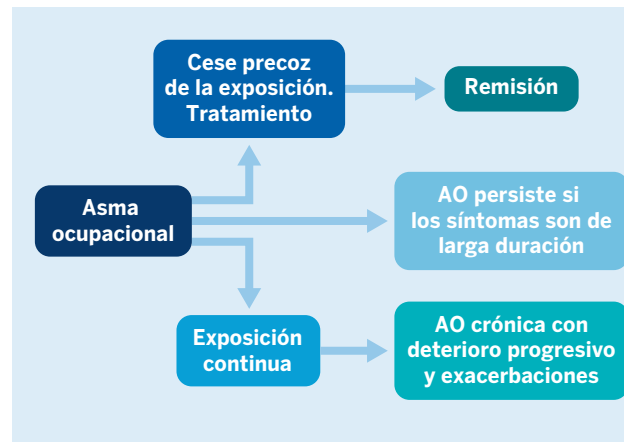 Cese precoz
de la exposición.
Tratamiento
Remisión
Asma
ocupacional
AO persiste si
los síntomas son de
larga duración
Exposición
continua
AO crónica con
deterioro progresivo
y exacerbaciones